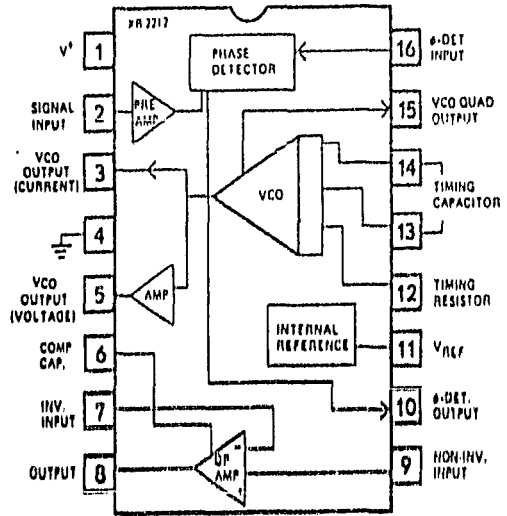 XR 2212
V+
1
SIGNAL
INPUT
2
VCO
OUTPUT
(CURRENT)
3
4
VCO
OUTPUT
(VOLTAGE)
5
COMP
CAP.
6
INV.
INPUT
7
OUTPUT
8
PHASE
DETECTOR
PRE
AMP
VCO
AMP
INTERNAL
REFERENCE
OP
AMP
-
+
16
φ-DET
INPUT
15
VCO QUAD
OUTPUT
14
13
TIMING
CAPACITOR
12
TIMING
RESISTOR
11
VREF
10
φ-DET.
OUTPUT
9
NON-INV.
INPUT